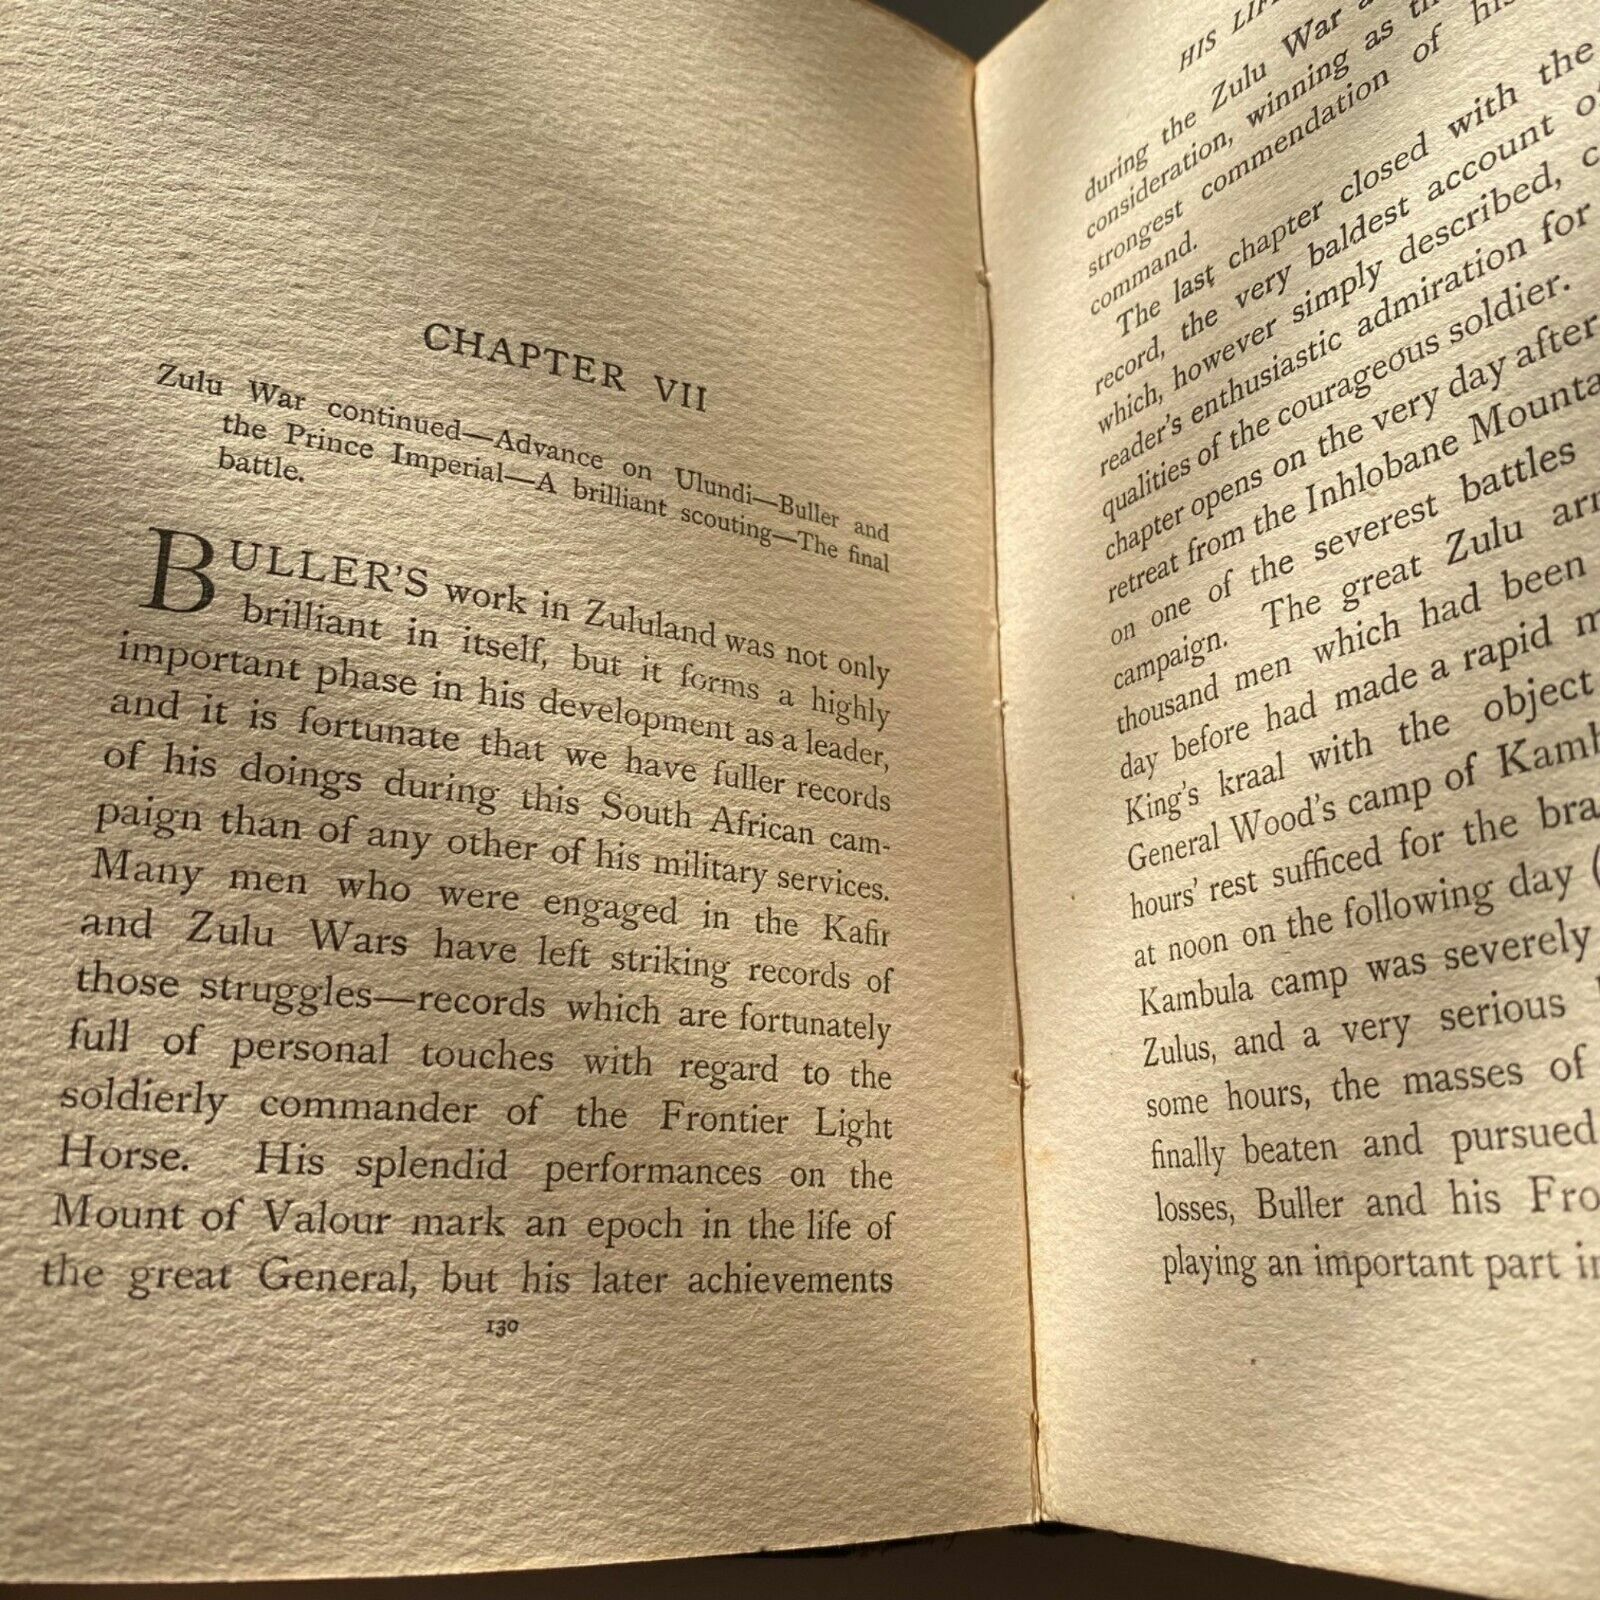 CHAPTER VII
Zulu War continued—Advance on Ulundi—Buller and
the Prince Imperial—A brilliant scouting—The final
battle.
BULLER'S work in Zululand was not only
brilliant in itself, but it forms a highly
important phase in his development as a leader,
and it is fortunate that we have fuller records
of his doings during this South African cam-
paign than of any other of his military services.
Many men who were engaged in the Kafir
and Zulu Wars have left striking records of
those struggles—records which are fortunately
full of personal touches with regard to the
soldierly commander of the Frontier Light
Horse. His splendid performances on the
Mount of Valour mark an epoch in the life of
the great General, but his later achievements
130
HIS
during the Zulu War
consideration, winning as
strongest commendation of
command.
The last chapter closed with the
record, the very baldest account
which, however simply described,
reader's enthusiastic admiration for
qualities of the courageous soldier.
chapter opens on the very day after
retreat from the Inhlobane
on one of the severest battles
campaign. The great Zulu
thousand men which had been
day before had made a rapid
King's kraal with the object
General Wood's camp of
hours' rest sufficed for the
at noon on the following day
Kambula camp was severely
Zulus, and a very serious
some hours, the masses of
finally beaten and pursued
losses, Buller and his
playing an important part